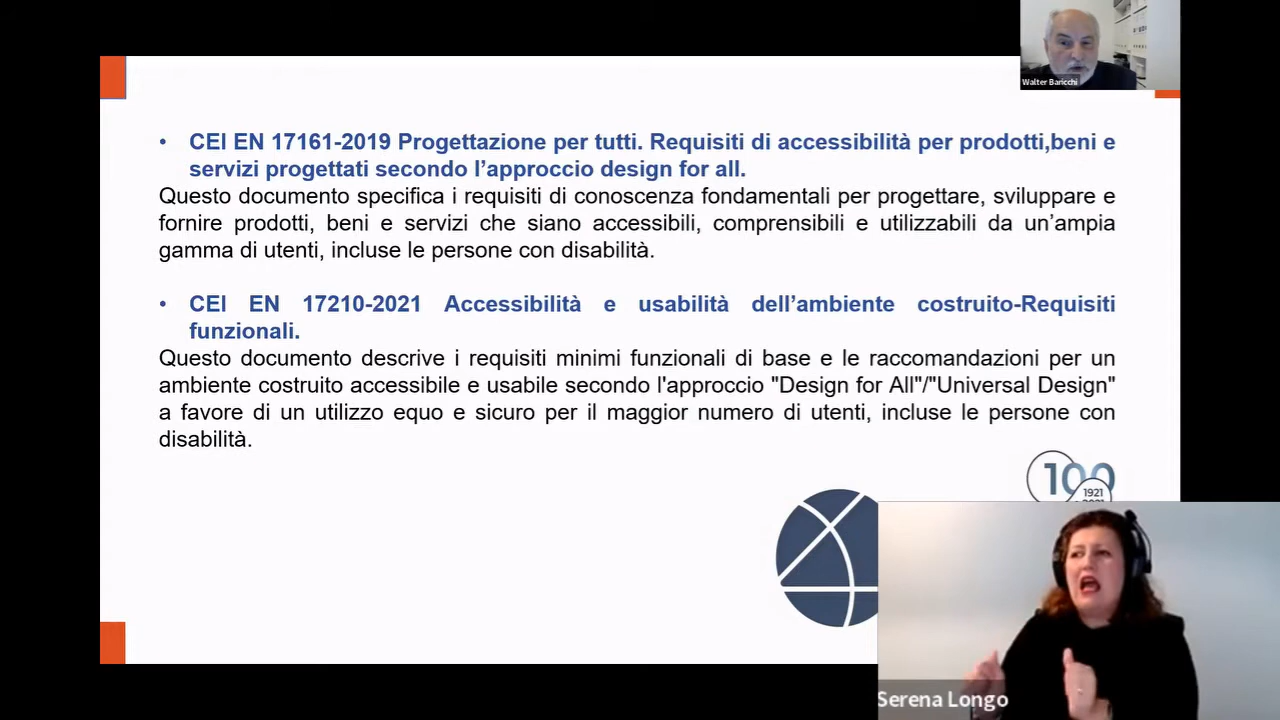 Walter Baricchi
• CEI EN 17161-2019 Progettazione per tutti. Requisiti di accessibilità per prodotti,beni e
servizi progettati secondo l’approccio design for all.
Questo documento specifica i requisiti di conoscenza fondamentali per progettare, sviluppare e
fornire prodotti, beni e servizi che siano accessibili, comprensibili e utilizzabili da un’ampia
gamma di utenti, incluse le persone con disabilità.
• CEI EN 17210-2021 Accessibilità e usabilità dell’ambiente costruito-Requisiti
funzionali.
Questo documento descrive i requisiti minimi funzionali di base e le raccomandazioni per un
ambiente costruito accessibile e usabile secondo l'approccio "Design for All"/"Universal Design"
a favore di un utilizzo equo e sicuro per il maggior numero di utenti, incluse le persone con
disabilità.
100
1921
Serena Longo